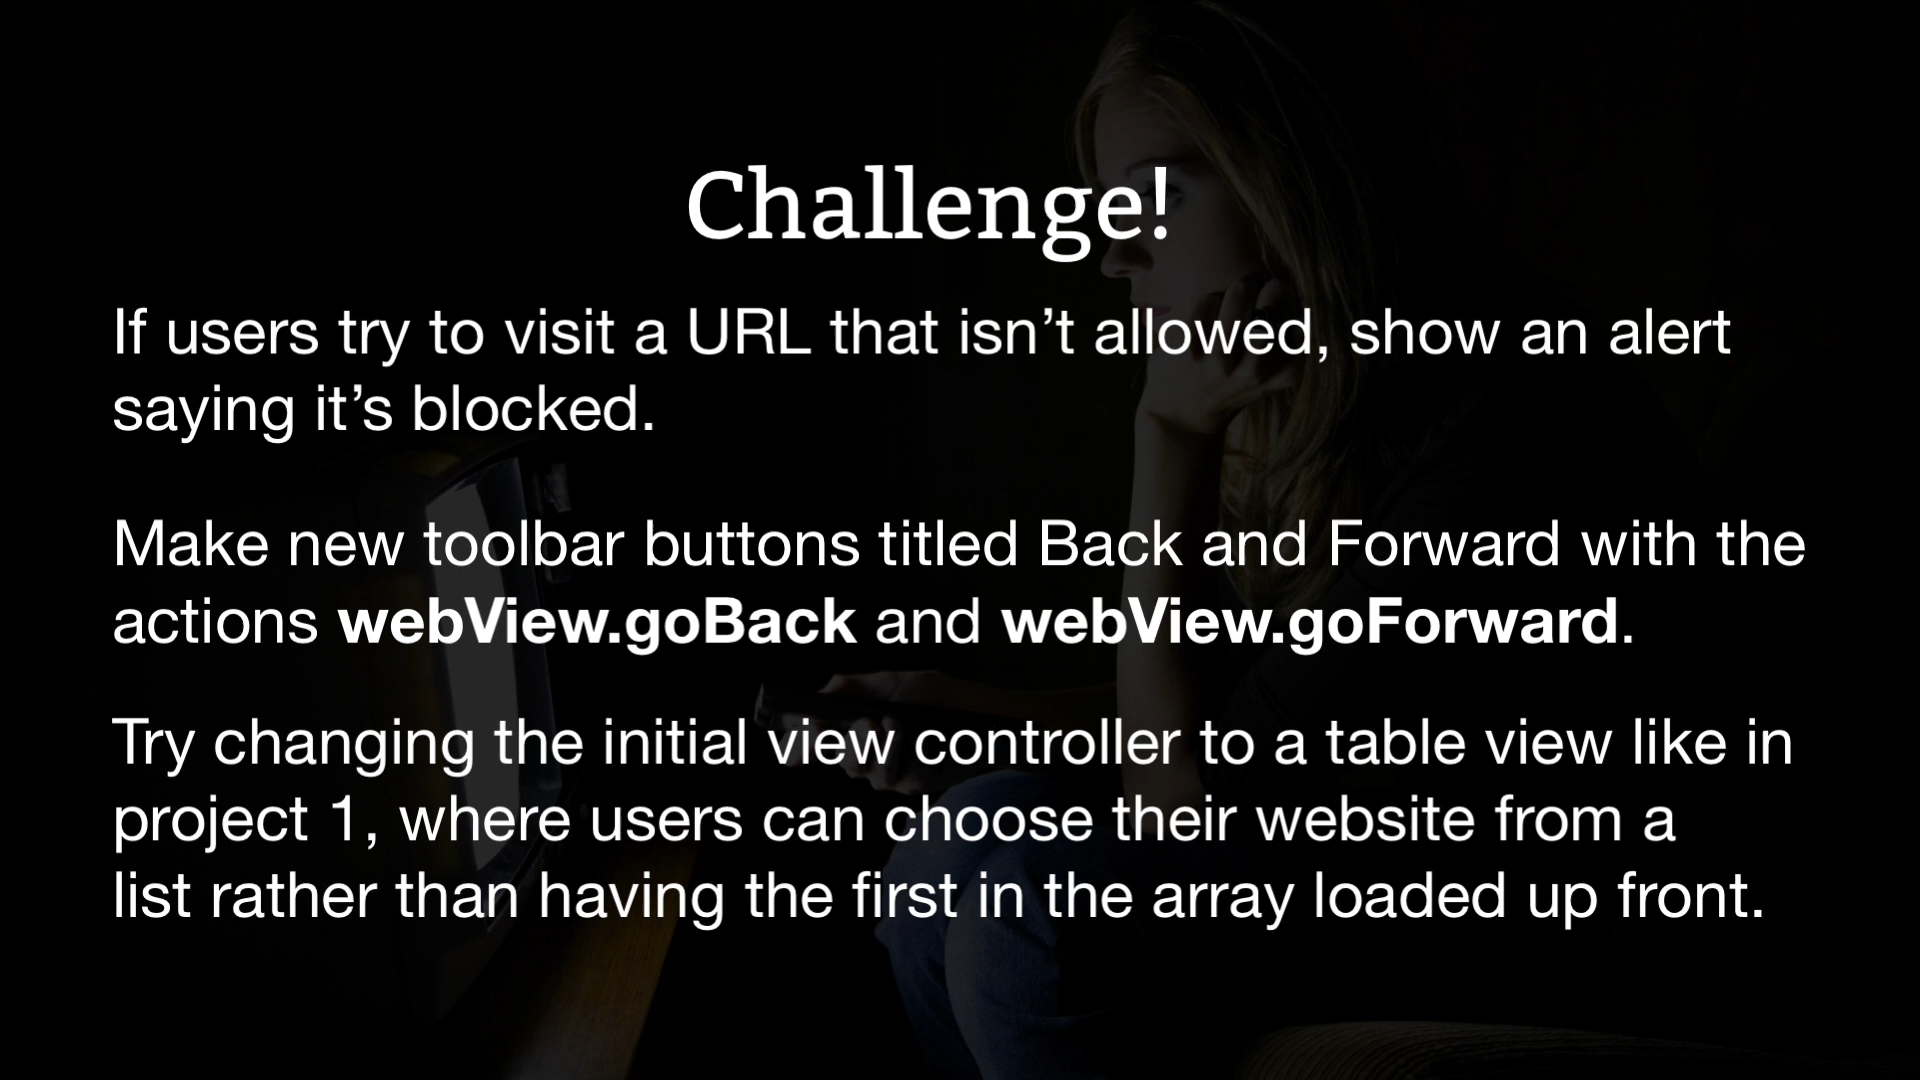 Challenge!
If users try to visit a URL that isn’t allowed, show an alert
saying it’s blocked.
Make new toolbar buttons titled Back and Forward with the
actions webView.goBack and webView.goForward.
Try changing the initial view controller to a table view like in
project 1, where users can choose their website from a
list rather than having the first in the array loaded up front.